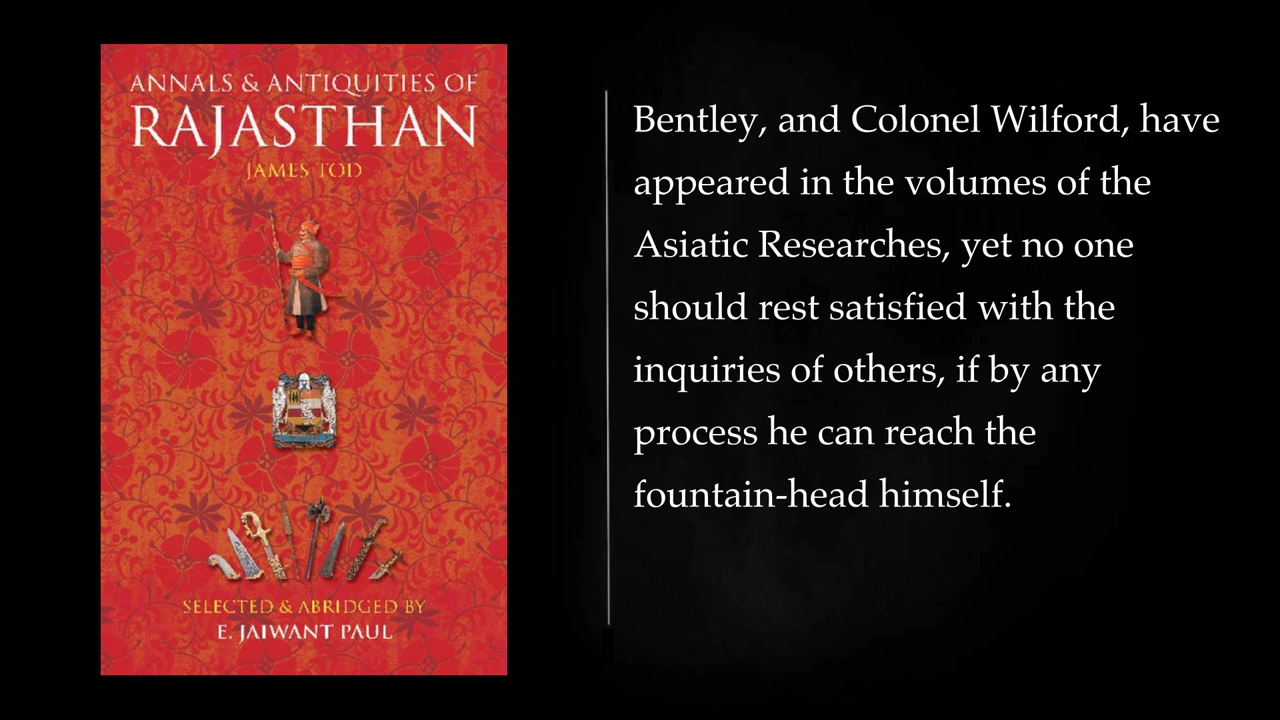 ANNALS & ANTIQUITIES OF
RAJASTHAN
JAMES TOD
SELECTED & ABRIDGED BY
E. JAIWANT PAUL
Bentley, and Colonel Wilford, have
appeared in the volumes of the
Asiatic Researches, yet no one
should rest satisfied with the
inquiries of others, if by any
process he can reach the
fountain-head himself.